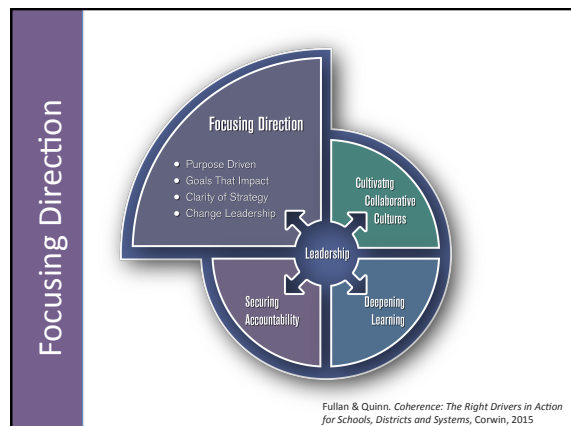 Focusing Direction
Focusing Direction
• Purpose Driven
• Goals That Impact
• Clarity of Strategy
• Change Leadership
Cultivatng
Collaborative
Cultures
Leadership
Securing
Accountability
Deepening
Learning
Fullan & Quinn. Coherence: The Right Drivers in Action
for Schools, Districts and Systems, Corwin, 2015